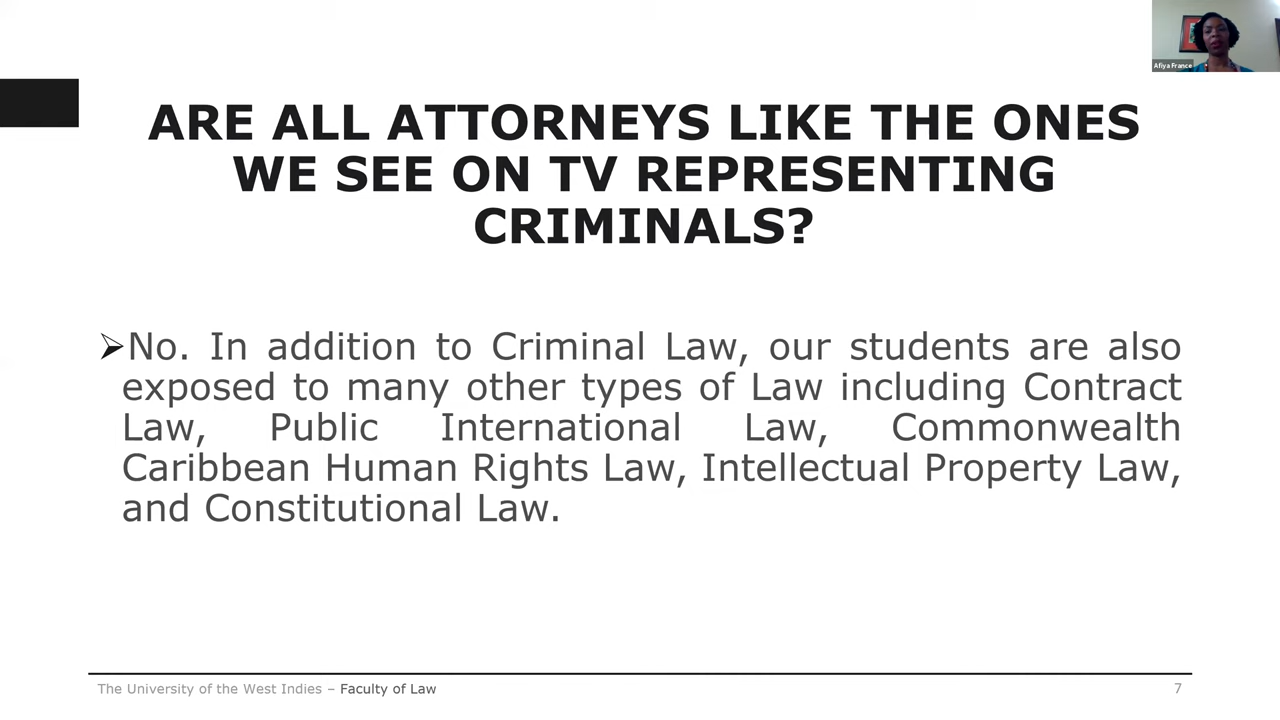 Afiya France
ARE ALL ATTORNEYS LIKE THE ONES
WE SEE ON TV REPRESENTING
CRIMINALS?
➢No. In addition to Criminal Law, our students are also
exposed to many other types of Law including Contract
Law, Public International Law, Commonwealth
Caribbean Human Rights Law, Intellectual Property Law,
and Constitutional Law.
The University of the West Indies – Faculty of Law 7